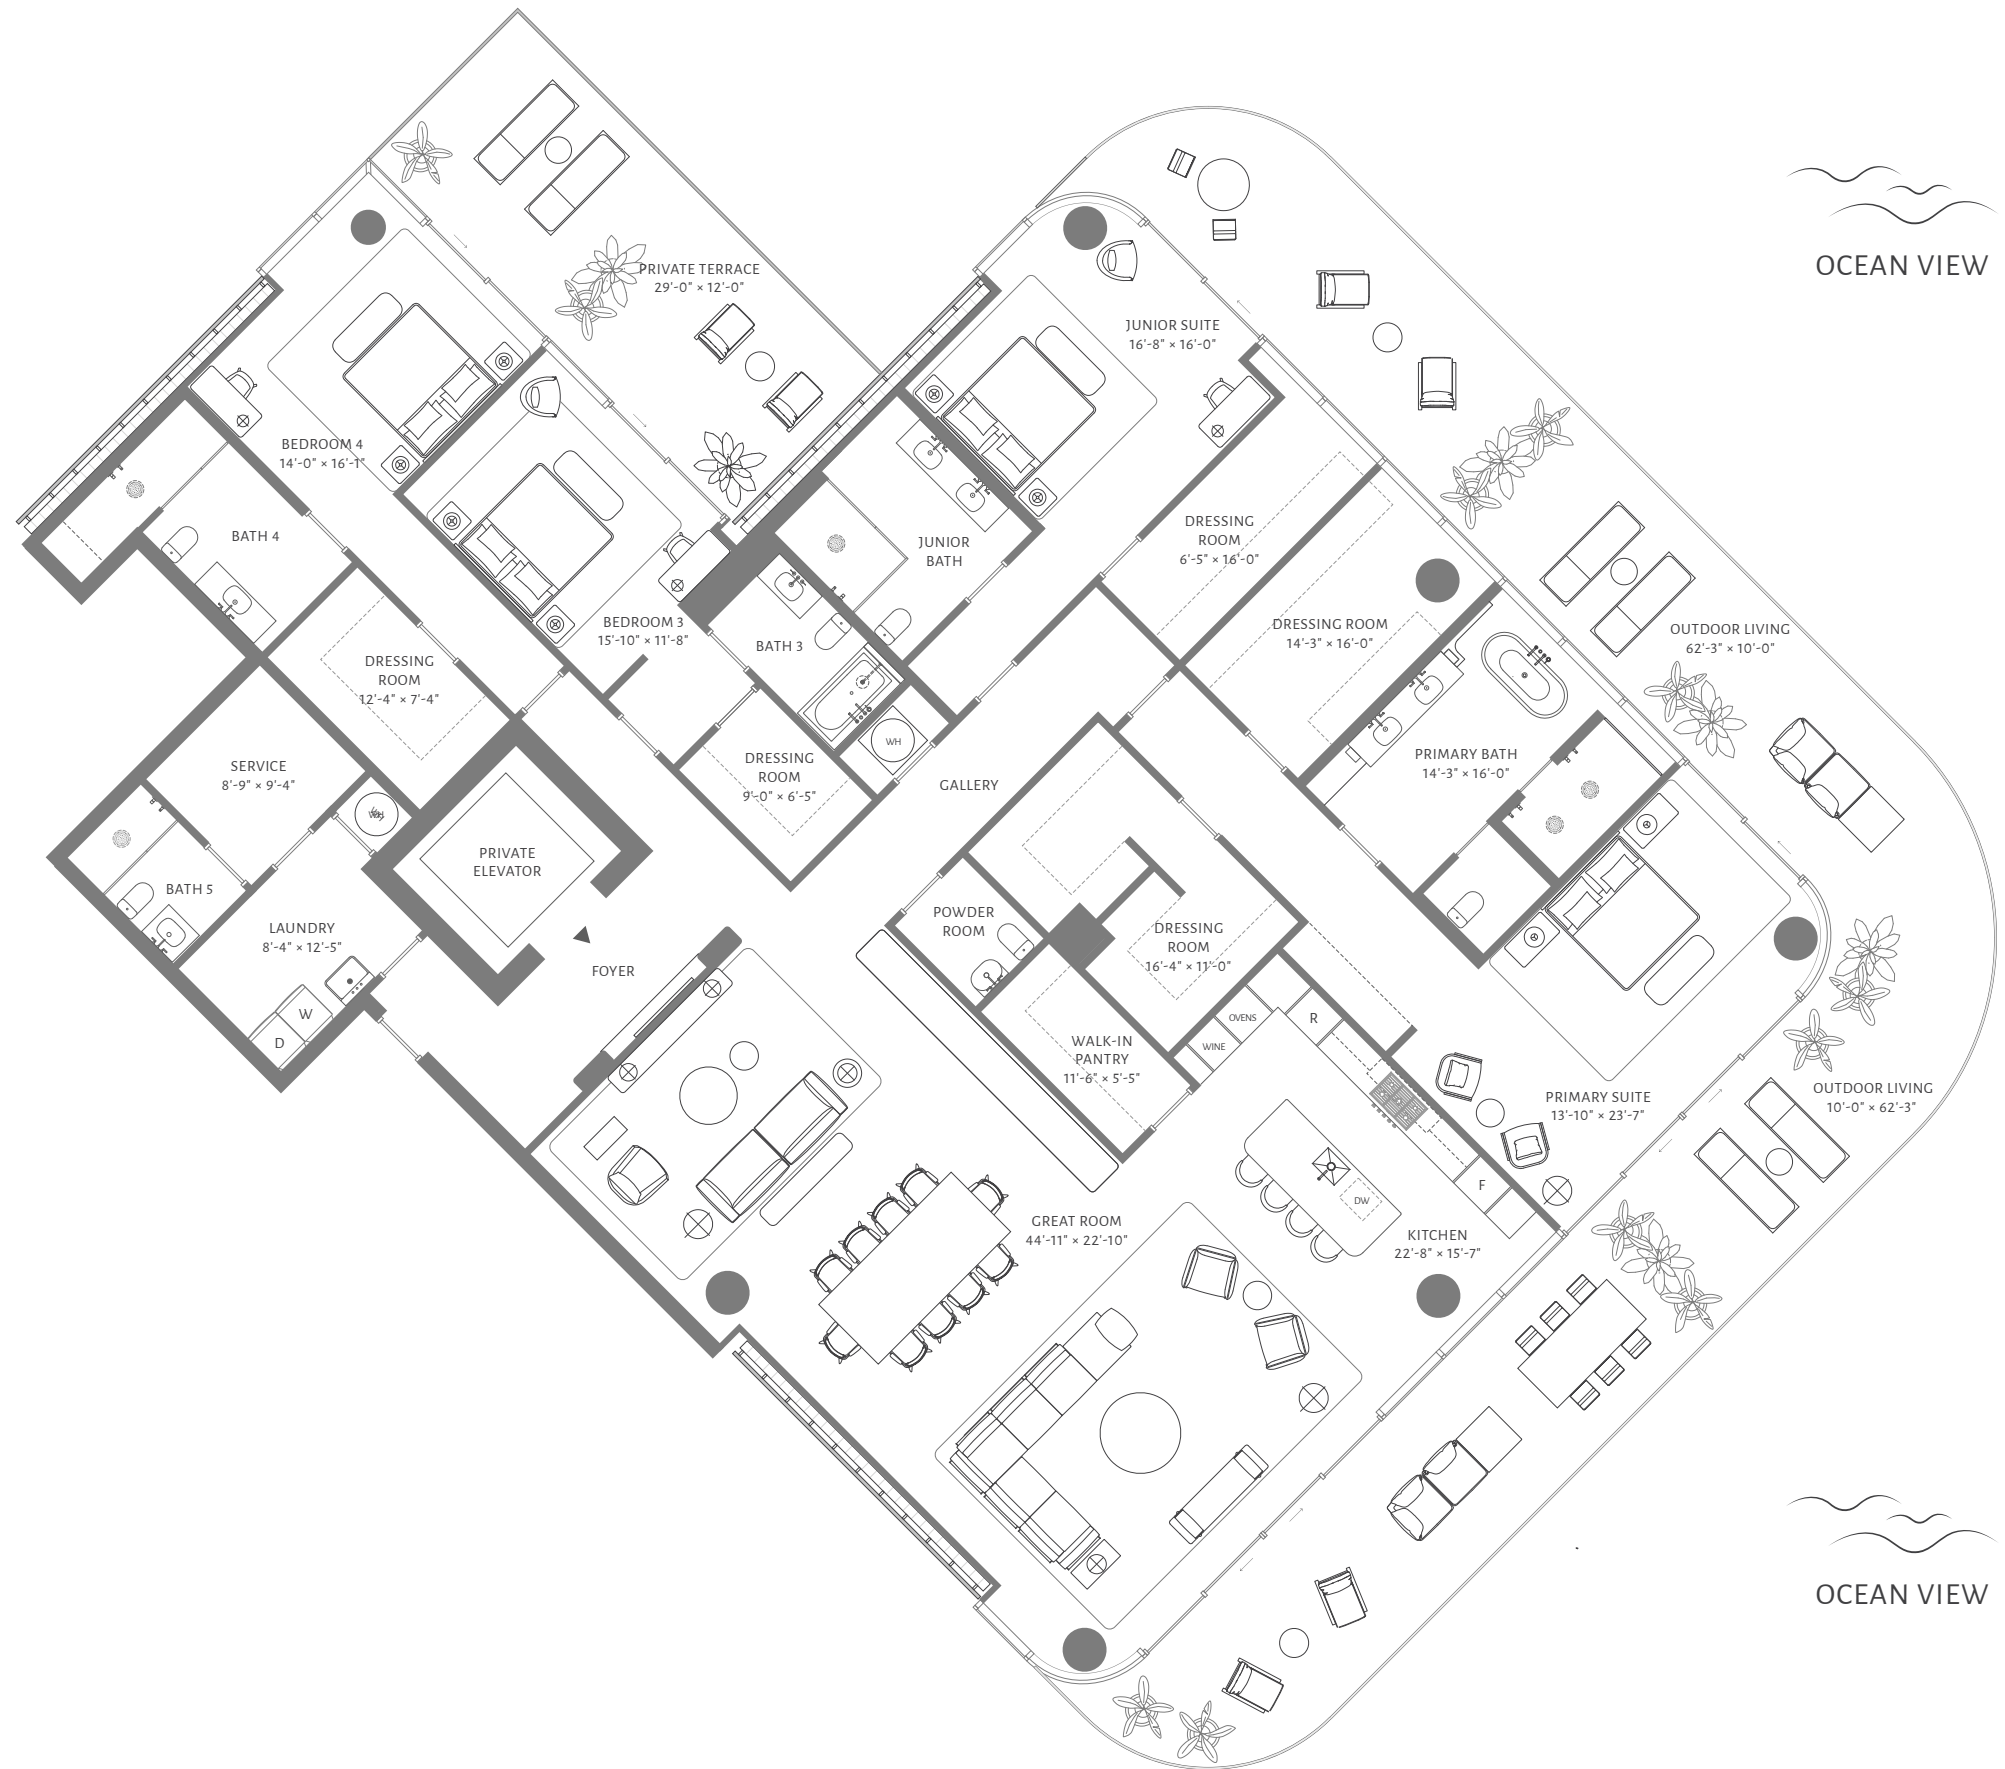 OCEAN VIEW
PRIVATE TERRACE
29'-0" × 12'-0"
JUNIOR SUITE
16'-8" × 16'-0"
BEDROOM 4
14'-0" × 16'-1"
BATH 4
JUNIOR
BATH
DRESSING
ROOM
6'-5" × 16'-0"
BEDROOM 3
15'-10" × 11'-8"
BATH 3
DRESSING ROOM
14'-3" × 16'-0"
OUTDOOR LIVING
62'-3" × 10'-0"
DRESSING
ROOM
12'-4" × 7'-4"
WH
SERVICE
8'-9" × 9'-4"
DRESSING
ROOM
9'-0" × 6'-5"
GALLERY
PRIMARY BATH
14'-3" × 16'-0"
PRIVATE
ELEVATOR
BATH 5
LAUNDRY
8'-4" × 12'-5"
FOYER
POWDER
ROOM
DRESSING
ROOM
16'-4" × 11'-0"
W
D
OVENS
R
WINE
WALK-IN
PANTRY
11'-6" × 5'-5"
PRIMARY SUITE
13'-10" × 23'-7"
OUTDOOR LIVING
10'-0" × 62'-3"
F
DW
GREAT ROOM
44'-11" × 22'-10"
KITCHEN
22'-8" × 15'-7"
OCEAN VIEW